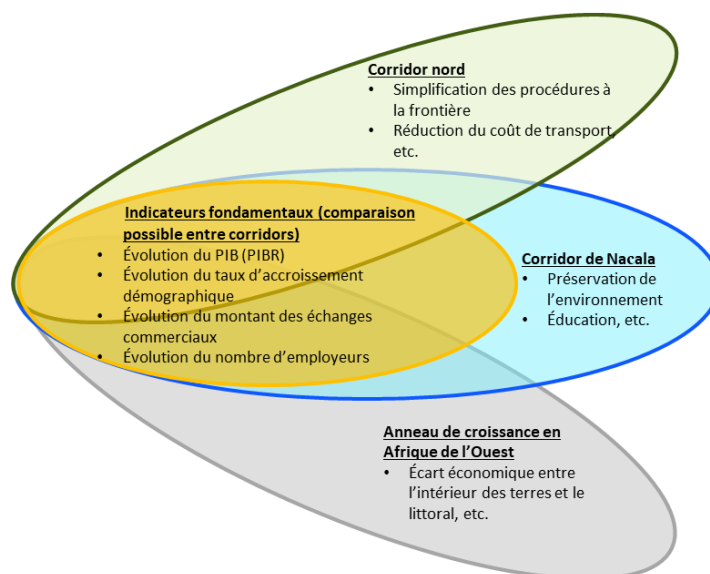 Corridor nord
• Simplification des procédures à
la frontière
• Réduction du coût de transport,
etc.
Indicateurs fondamentaux (comparaison
possible entre corridors)
• Évolution du PIB (PIBR)
• Évolution du taux d’accroissement
démographique
• Évolution du montant des échanges
commerciaux
• Évolution du nombre d’employeurs
Corridor de Nacala
• Préservation de
l’environnement
• Éducation, etc.
Anneau de croissance en
Afrique de l’Ouest
• Écart économique entre
l’intérieur des terres et le
littoral, etc.